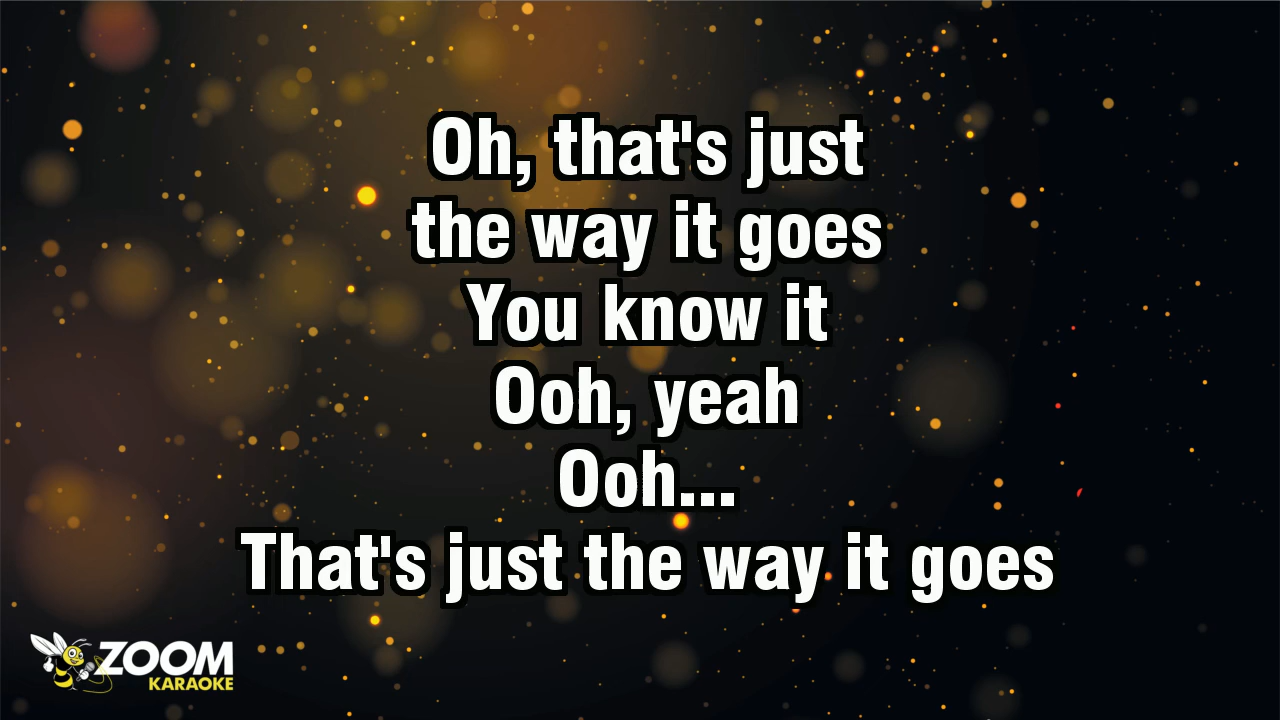 Oh, that's just
the way it goes
You know it
Ooh, yeah
Ooh...
That's just the way it goes
ZOOM
KARAOKE